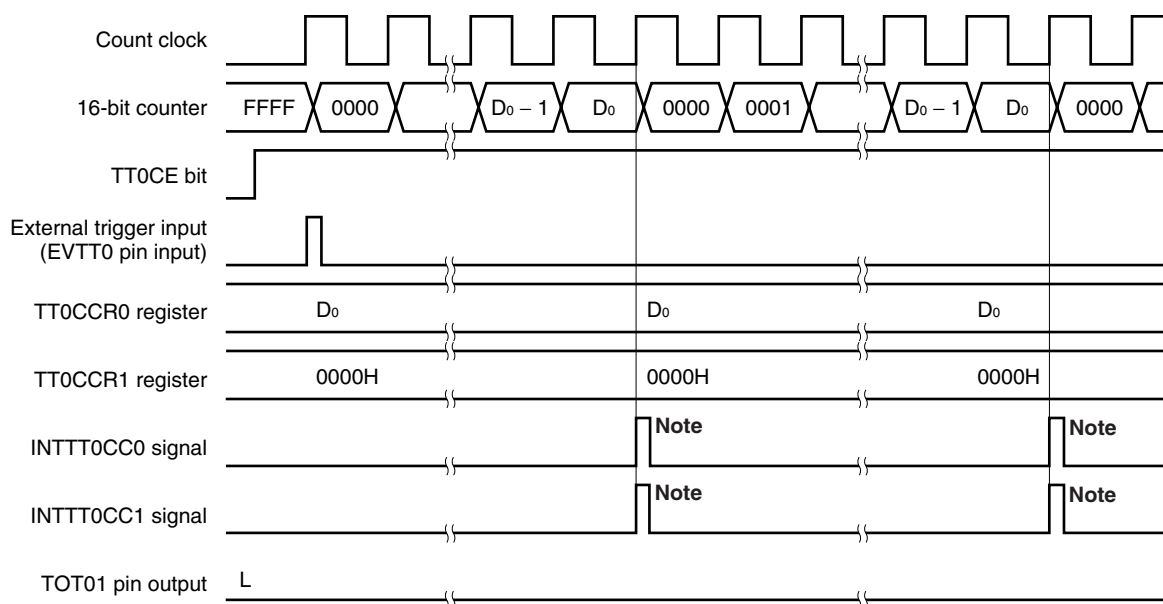 Count clock
16-bit counter FFFF 0000 D₀ − 1 D₀ 0000 0001 D₀ − 1 D₀ 0000
TT0CE bit
External trigger input
(EVTT0 pin input)
TT0CCR0 register D₀ D₀ D₀
TT0CCR1 register 0000H 0000H 0000H
INTTT0CC0 signal Note Note
INTTT0CC1 signal Note Note
TOT01 pin output L